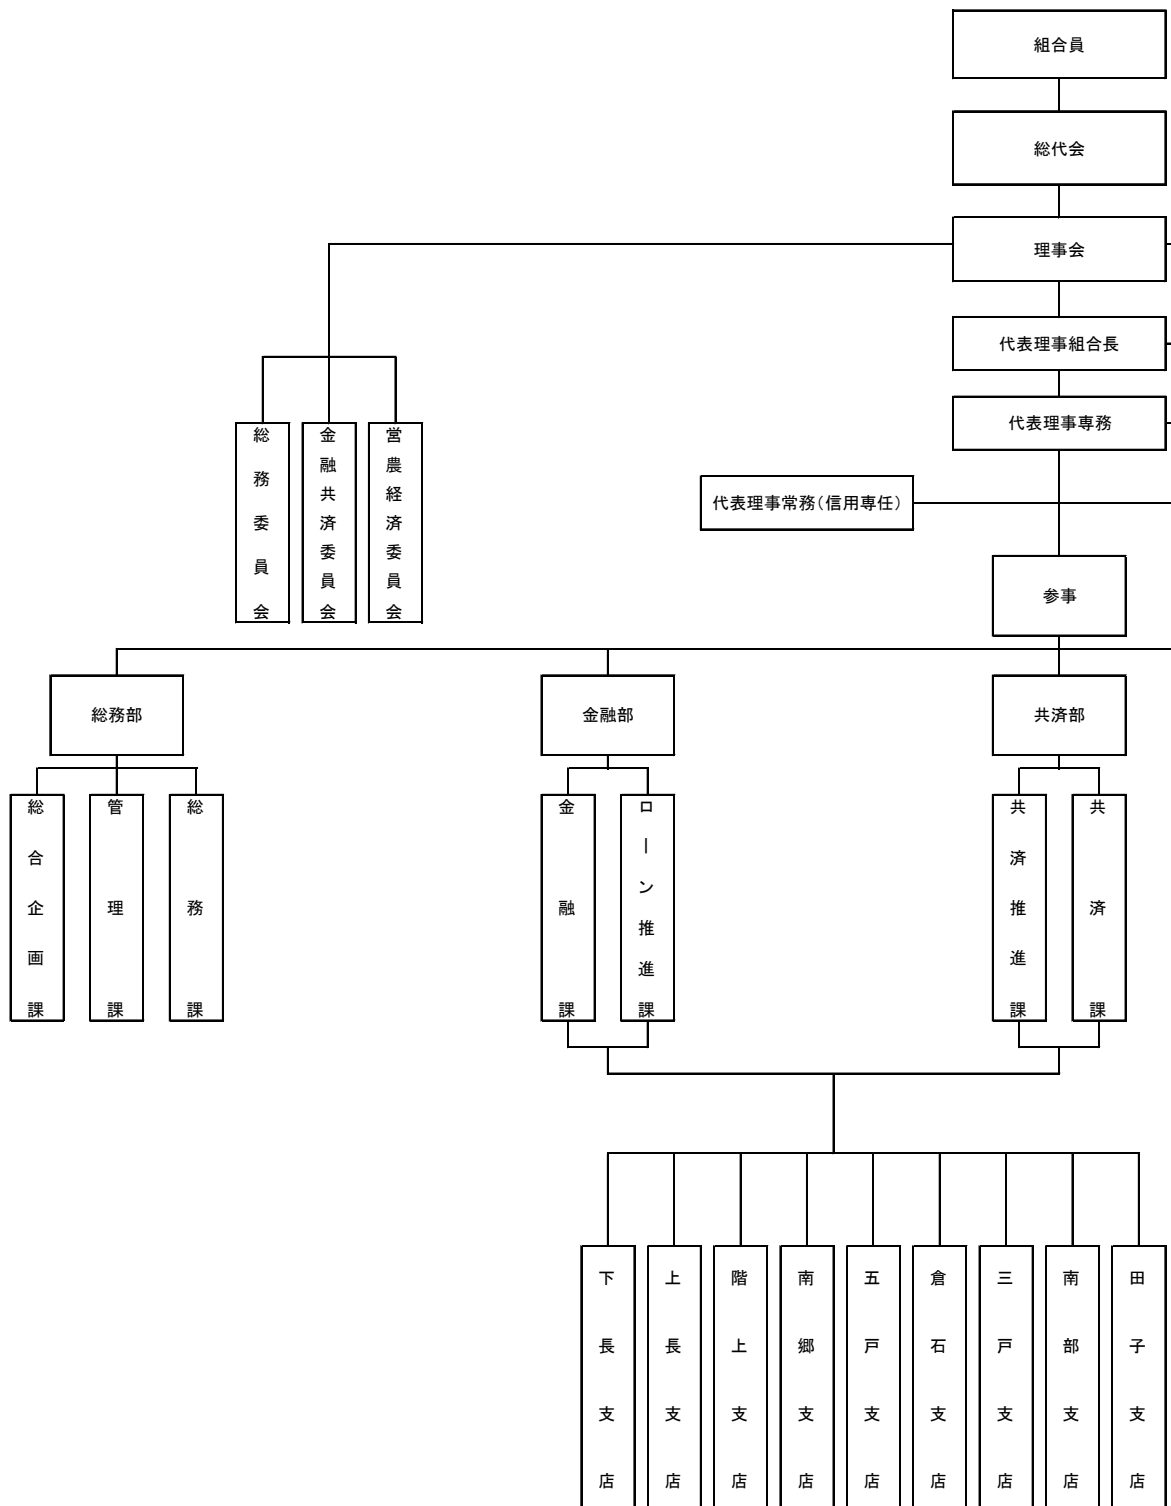 組合員
総代会
理事会
代表理事組合長
代表理事専務
総務委員会
金融共済委員会
営農経済委員会
代表理事常務(信用専任)
参事
総務部
金融部
共済部
総合企画課
管理課
総務課
金融課
ローン推進課
共済推進課
共済課
下長支店
上長支店
階上支店
南郷支店
五戸支店
倉石支店
三戸支店
南部支店
田子支店